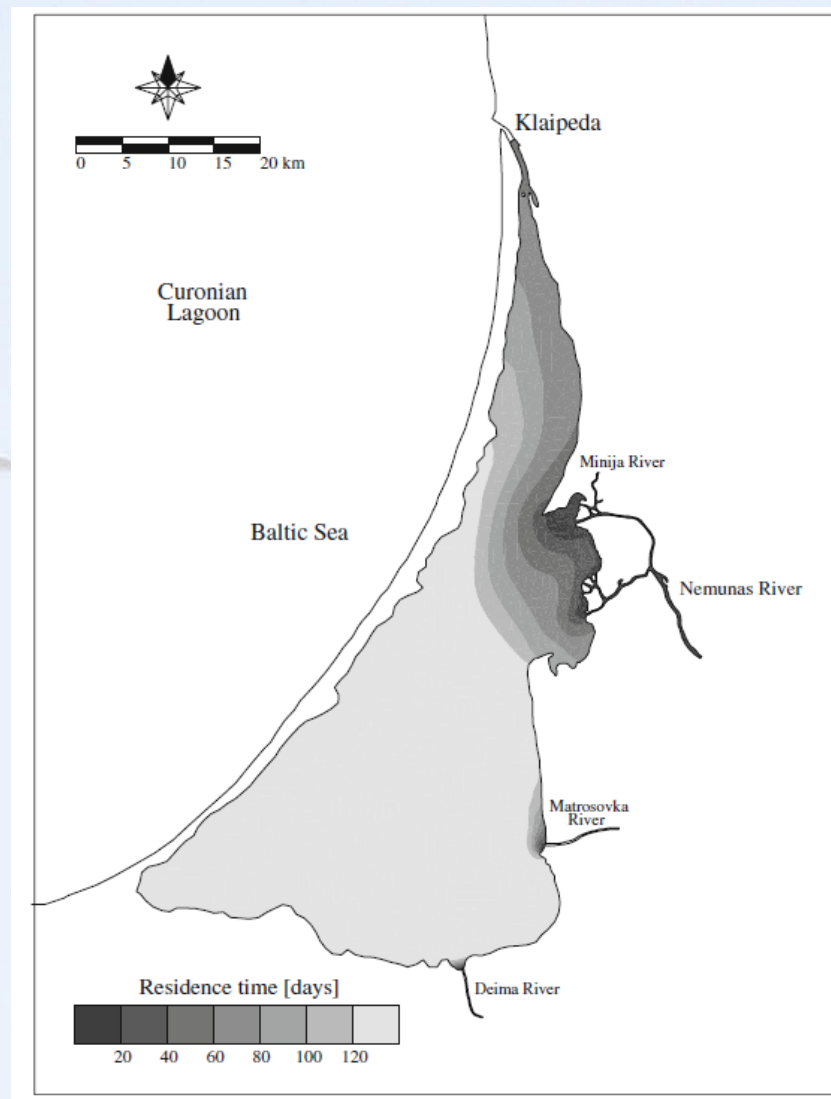 Klaipeda
0 5 10 15 20 km
Curonian
Lagoon
Minija River
Baltic Sea
Nemunas River
Matrosovka
River
Deima River
Residence time [days]
20 40 60 80 100 120